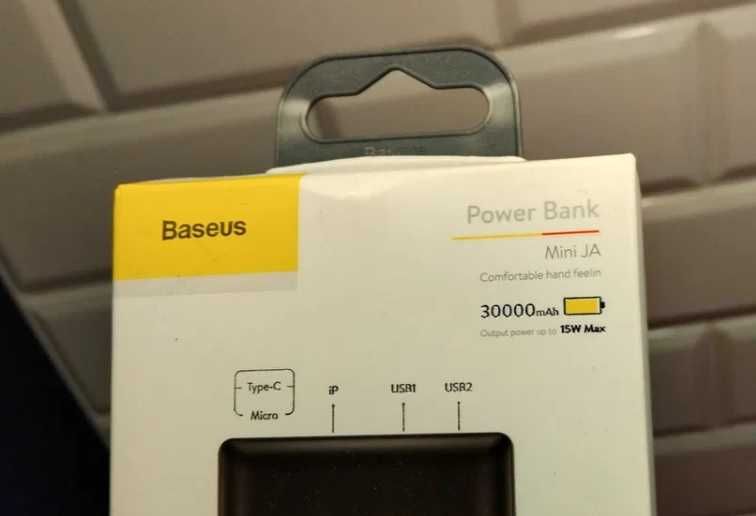 Baseus
Power Bank
Mini JA
Comfortable hand feelin
30000mAh
Output power up to 15W Max
Type-C
iP
USB1
USB2
Micro